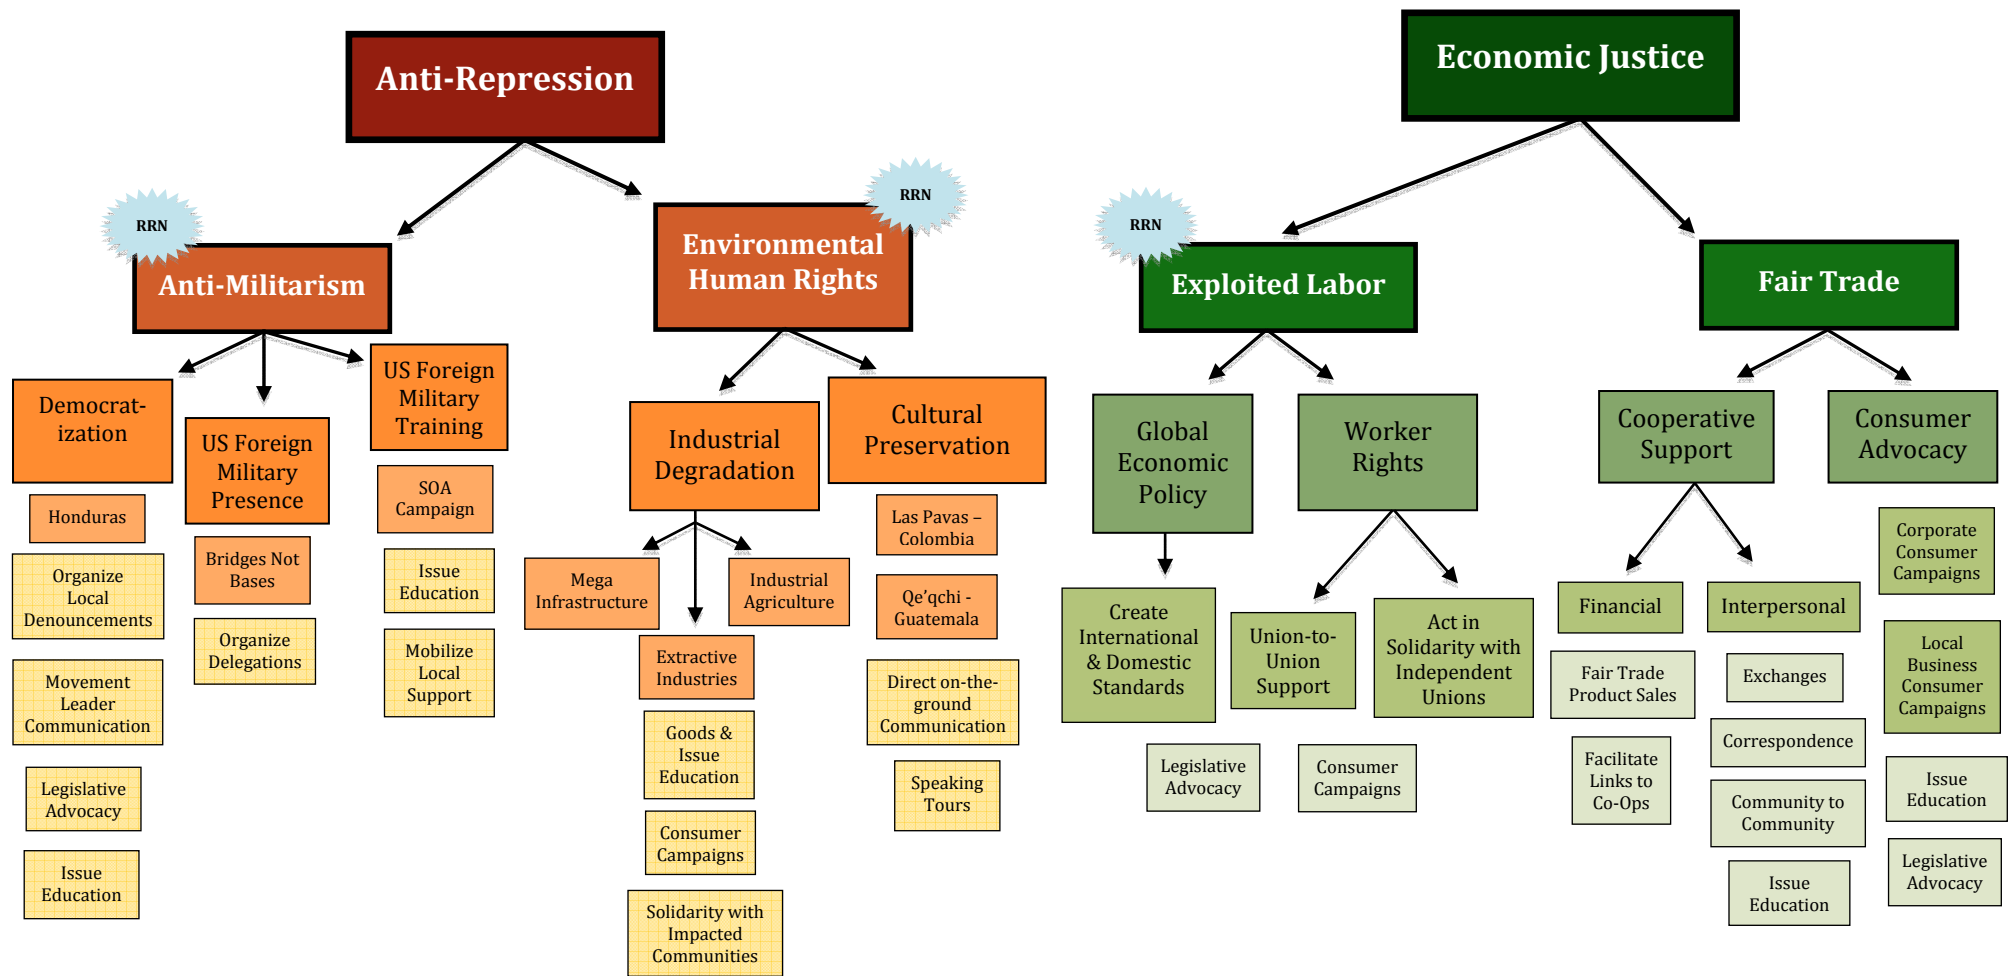 Anti-Repression
Economic Justice
RRN
Anti-Militarism
RRN
Environmental
Human Rights
RRN
Exploited Labor
Fair Trade
Democrat-
ization
US Foreign
Military
Presence
US Foreign
Military
Training
Industrial
Degradation
Cultural
Preservation
Global
Economic
Policy
Worker
Rights
Cooperative
Support
Consumer
Advocacy
Honduras
Organize
Local
Denouncements
Movement
Leader
Communication
Legislative
Advocacy
Issue
Education
Bridges Not
Bases
Organize
Delegations
SOA
Campaign
Issue
Education
Mobilize
Local
Support
Mega
Infrastructure
Industrial
Agriculture
Extractive
Industries
Goods &
Issue
Education
Consumer
Campaigns
Solidarity with
Impacted
Communities
Las Pavas –
Colombia
Qe’qchi -
Guatemala
Direct on-the-
ground
Communication
Speaking
Tours
Create
International
& Domestic
Standards
Union-to-
Union
Support
Act in
Solidarity with
Independent
Unions
Legislative
Advocacy
Consumer
Campaigns
Financial
Fair Trade
Product Sales
Facilitate
Links to
Co-Ops
Interpersonal
Exchanges
Correspondence
Community to
Community
Issue
Education
Corporate
Consumer
Campaigns
Local
Business
Consumer
Campaigns
Issue
Education
Legislative
Advocacy